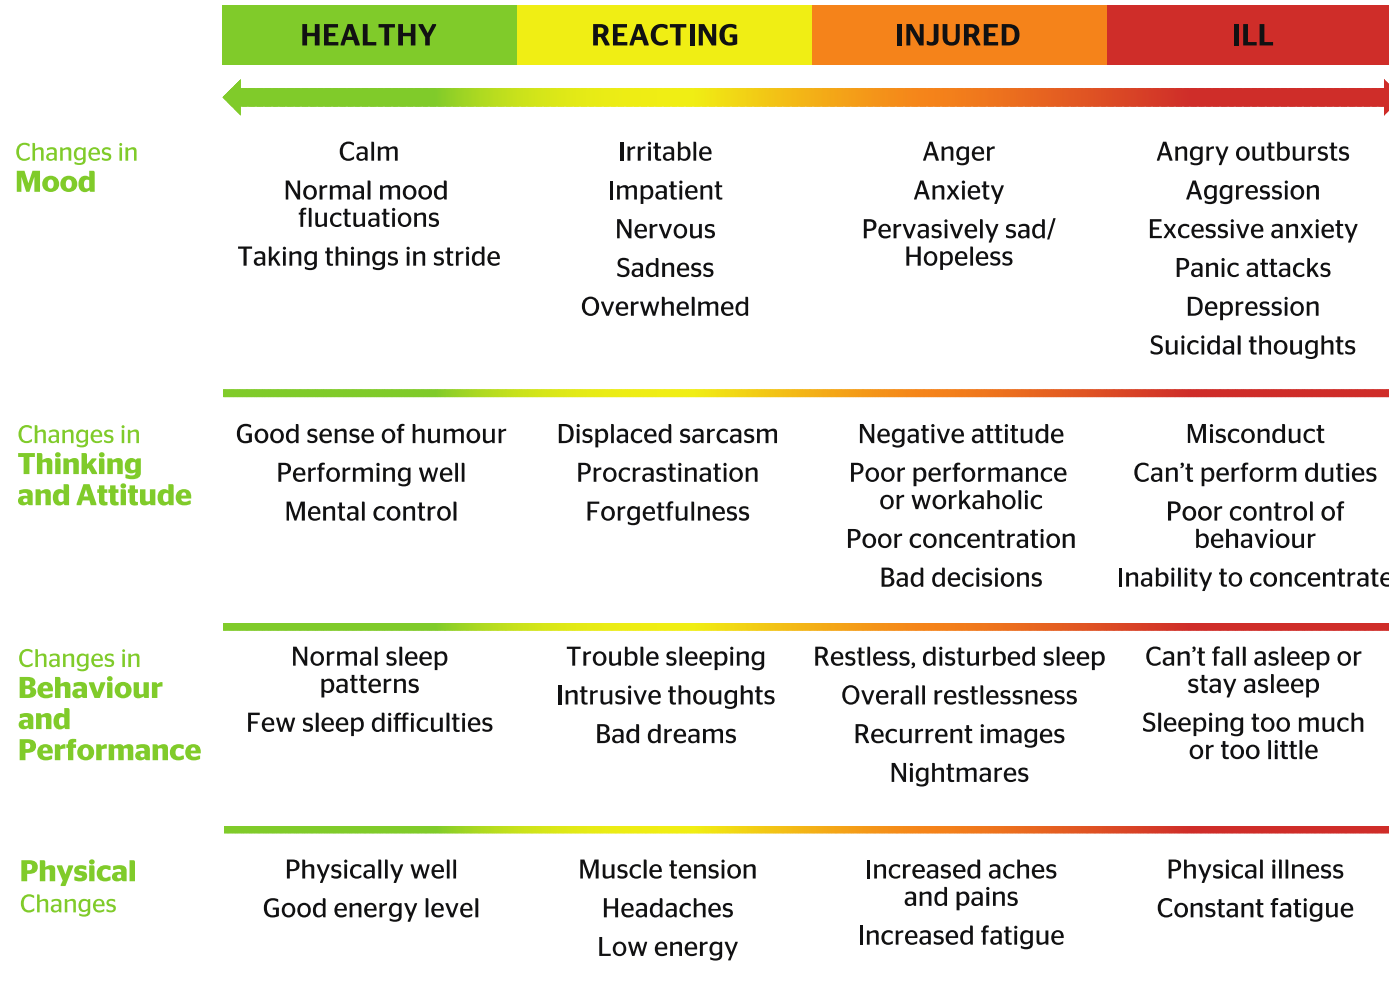 HEALTHY
REACTING
INJURED
ILL
Changes in
Mood
Calm
Normal mood
fluctuations
Taking things in stride
Irritable
Impatient
Nervous
Sadness
Overwhelmed
Anger
Anxiety
Pervasively sad/
Hopeless
Angry outbursts
Aggression
Excessive anxiety
Panic attacks
Depression
Suicidal thoughts
Changes in
Thinking
and Attitude
Good sense of humour
Performing well
Mental control
Displaced sarcasm
Procrastination
Forgetfulness
Negative attitude
Poor performance
or workaholic
Poor concentration
Bad decisions
Misconduct
Can't perform duties
Poor control of
behaviour
Inability to concentrate
Changes in
Behaviour
and
Performance
Normal sleep
patterns
Few sleep difficulties
Trouble sleeping
Intrusive thoughts
Bad dreams
Restless, disturbed sleep
Overall restlessness
Recurrent images
Nightmares
Can't fall asleep or
stay asleep
Sleeping too much
or too little
Physical
Changes
Physically well
Good energy level
Muscle tension
Headaches
Low energy
Increased aches
and pains
Increased fatigue
Physical illness
Constant fatigue